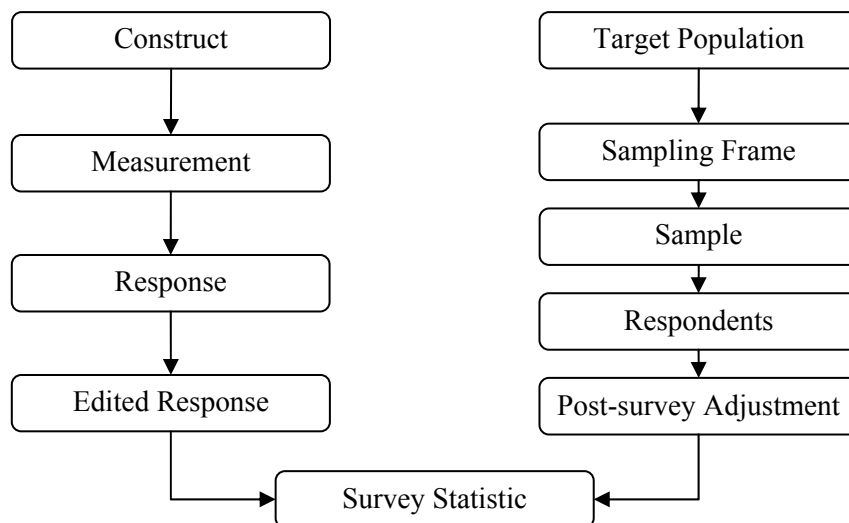 Construct
Measurement
Response
Edited Response
Target Population
Sampling Frame
Sample
Respondents
Post-survey Adjustment
Survey Statistic